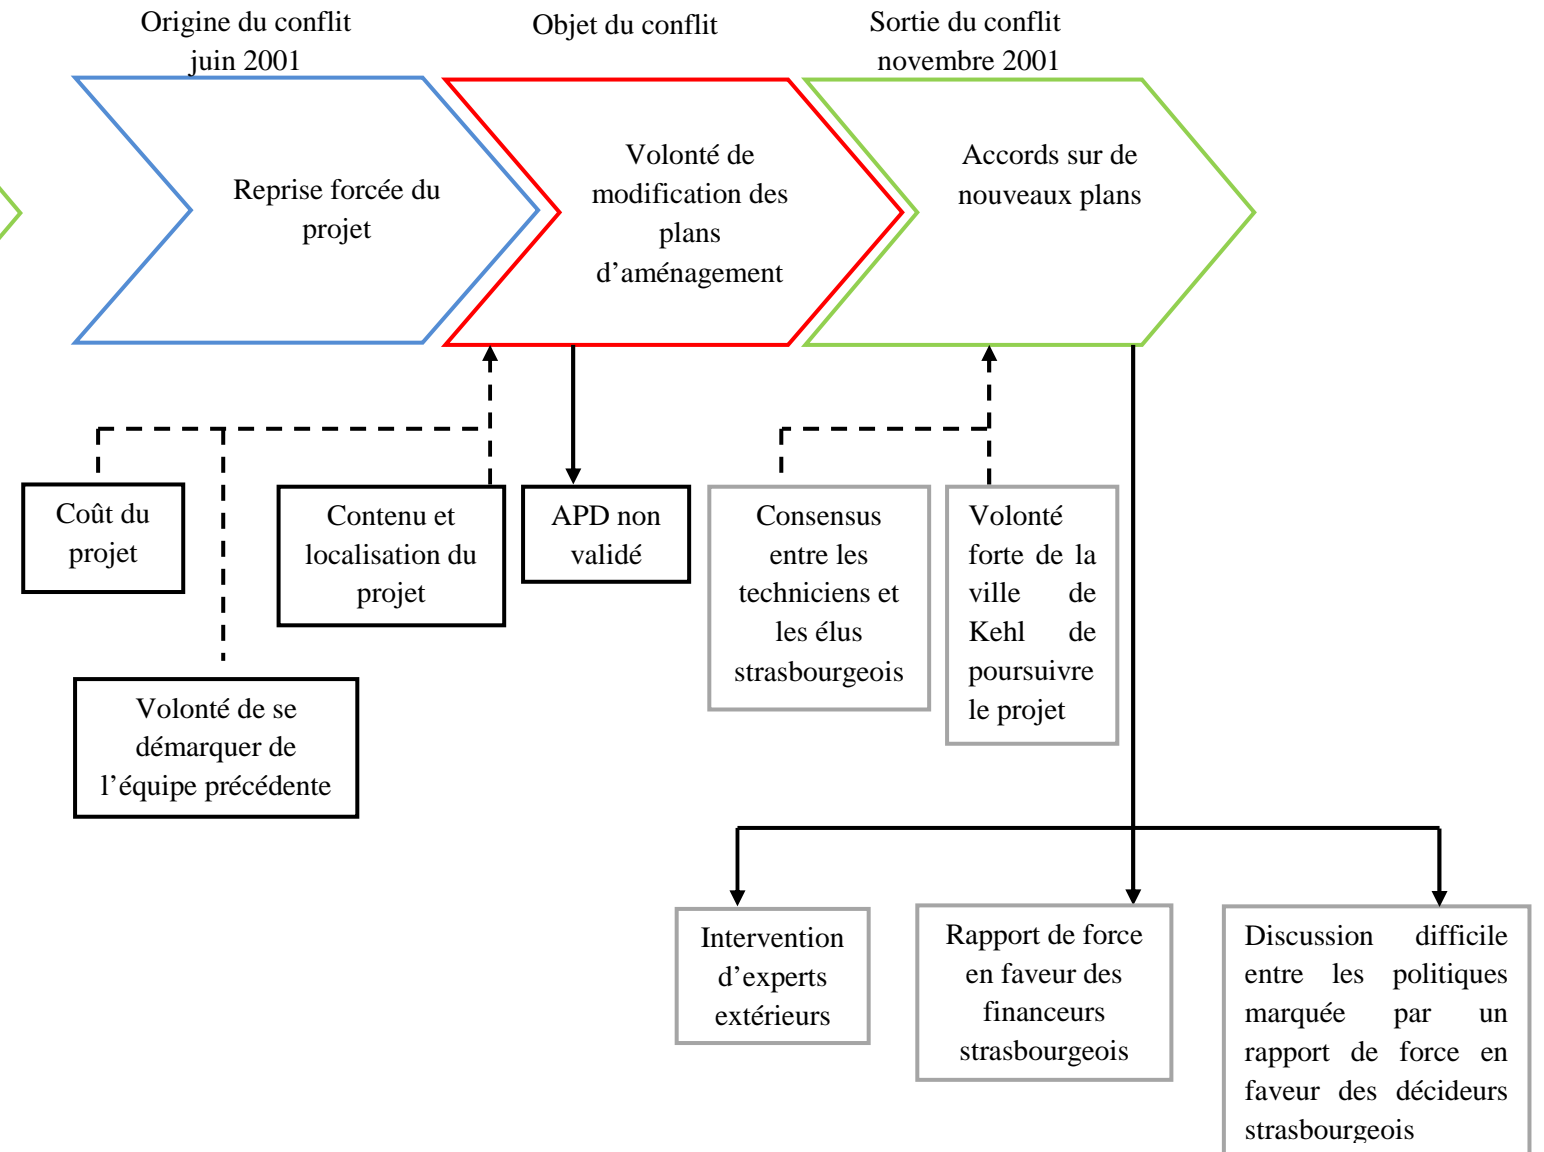 Origine du conflit
juin 2001
Objet du conflit
Sortie du conflit
novembre 2001
Reprise forcée du
projet
Volonté de
modification des
plans
d’aménagement
Accords sur de
nouveaux plans
Coût du
projet
Contenu et
localisation du
projet
APD non
validé
Consensus
entre les
techniciens et
les élus
strasbourgeois
Volonté
forte de la
ville de
Kehl de
poursuivre
le projet
Volonté de se
démarquer de
l’équipe précédente
Intervention
d’experts
extérieurs
Rapport de force
en faveur des
financeurs
strasbourgeois
Discussion difficile
entre les politiques
marquée par un
rapport de force en
faveur des décideurs
strasbourgeois